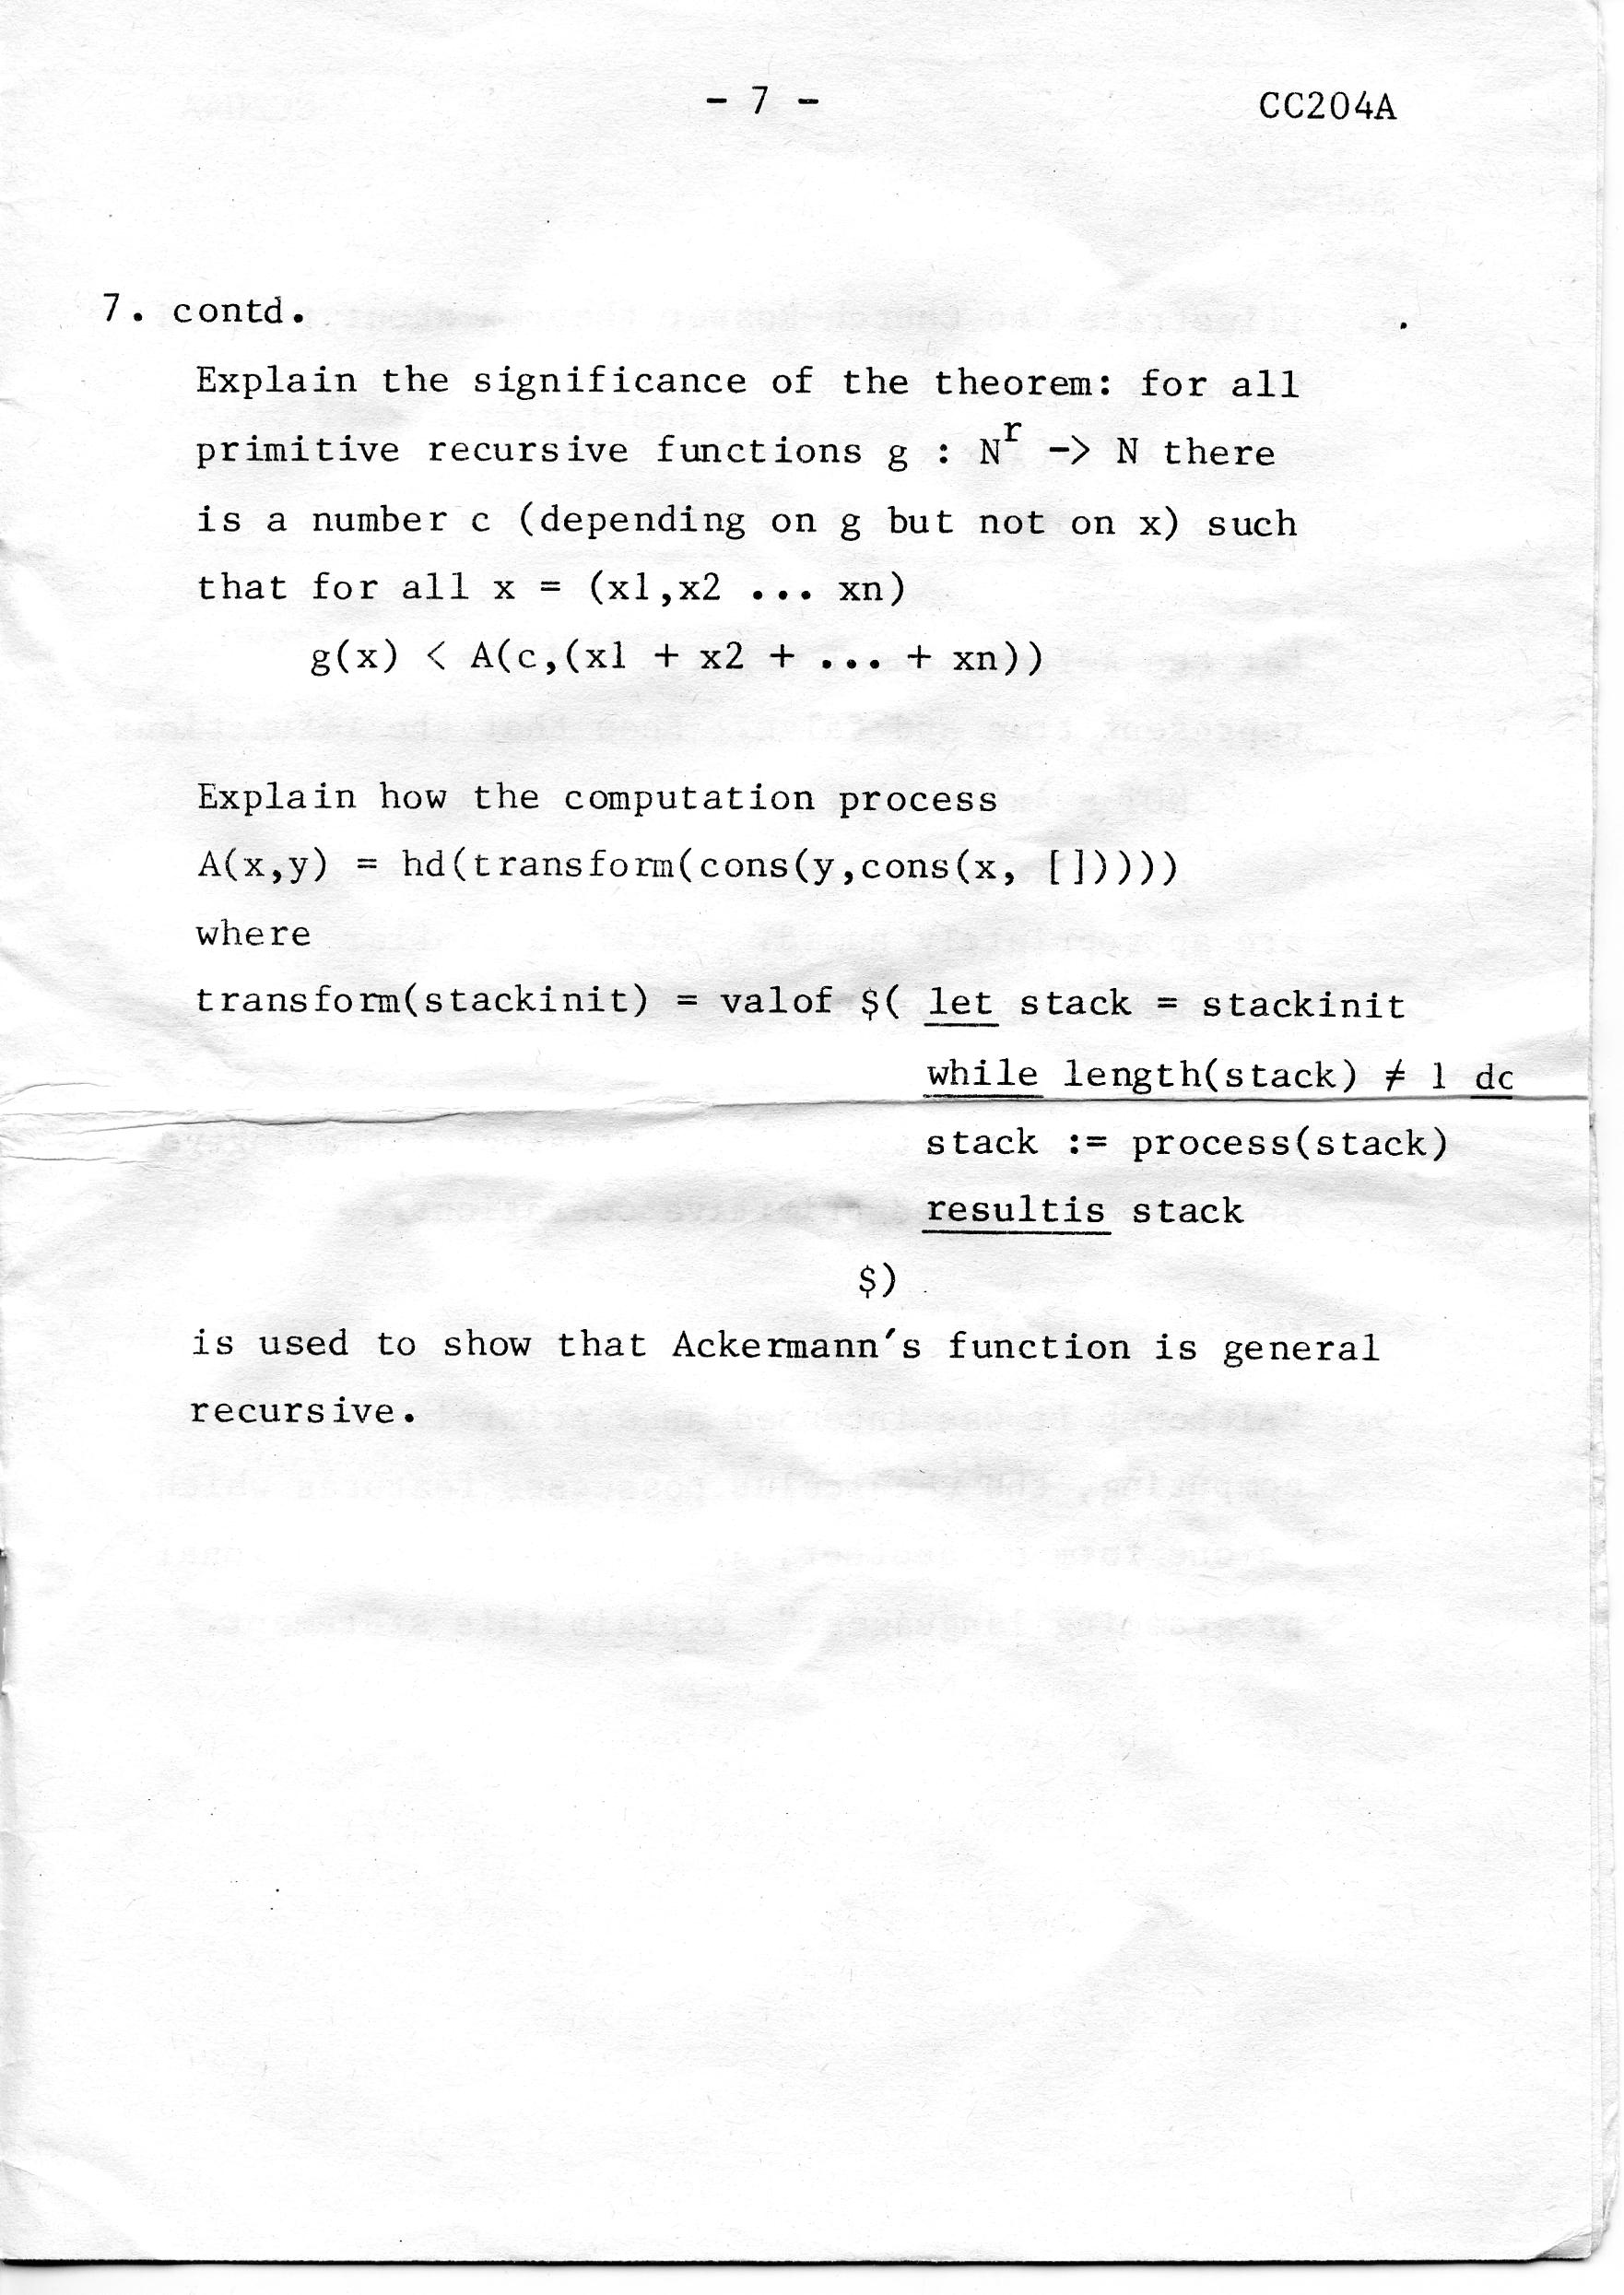 - 7 -
CC204A
7. contd.
Explain the significance of the theorem: for all
primitive recursive functions g : N^r -> N there
is a number c (depending on g but not on x) such
that for all x = (x1,x2 ... xn)
g(x) < A(c,(x1 + x2 + ... + xn))
Explain how the computation process
A(x,y) = hd(transform(cons(y,cons(x, []))))
where
transform(stackinit) = valof $( let stack = stackinit
while length(stack) ≠ 1 do
stack := process(stack)
resultis stack
$)
is used to show that Ackermann's function is general
recursive.